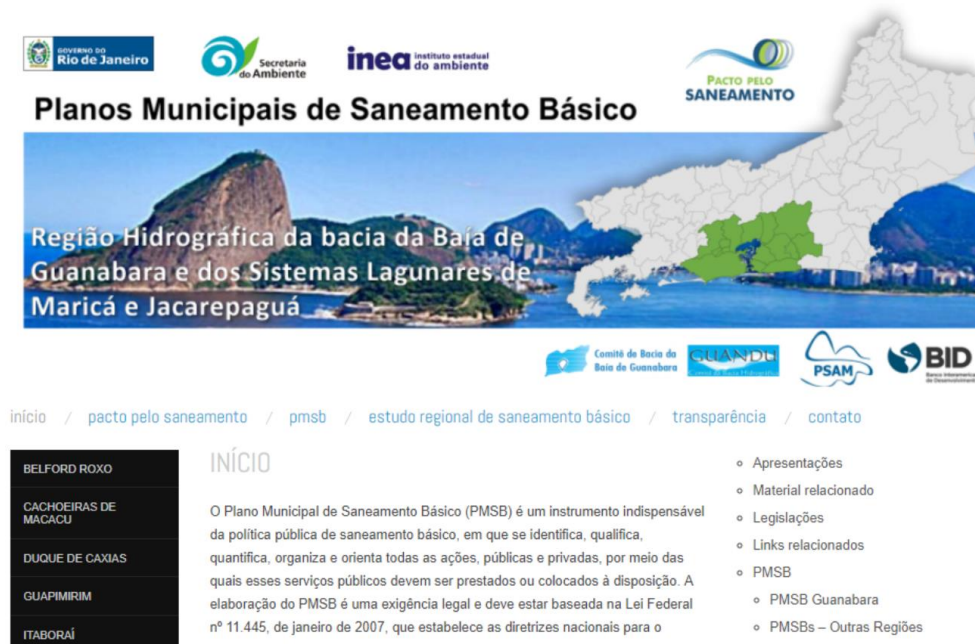 GOVERNO DO
Rio de Janeiro
Secretaria
do Ambiente
inea instituto estadual
do ambiente
PACTO PELO
SANEAMENTO
Planos Municipais de Saneamento Básico
Região Hidrográfica da bacia da Baía de
Guanabara e dos Sistemas Lagunares de
Maricá e Jacarepaguá
Comitê de Bacia da
Baía de Guanabara
GUANDU
PSAM
BID
início / pacto pelo saneamento / pmsb / estudo regional de saneamento básico / transparência / contato
BELFORD ROXO
CACHOEIRAS DE
MACACU
DUQUE DE CAXIAS
GUAPIMIRIM
ITABORAÍ
INÍCIO
O Plano Municipal de Saneamento Básico (PMSB) é um instrumento indispensável
da política pública de saneamento básico, em que se identifica, qualifica,
quantifica, organiza e orienta todas as ações, públicas e privadas, por meio das
quais esses serviços públicos devem ser prestados ou colocados à disposição. A
elaboração do PMSB é uma exigência legal e deve estar baseada na Lei Federal
nº 11.445, de janeiro de 2007, que estabelece as diretrizes nacionais para o
Apresentações
Material relacionado
Legislações
Links relacionados
PMSB
PMSB Guanabara
PMSBs – Outras Regiões